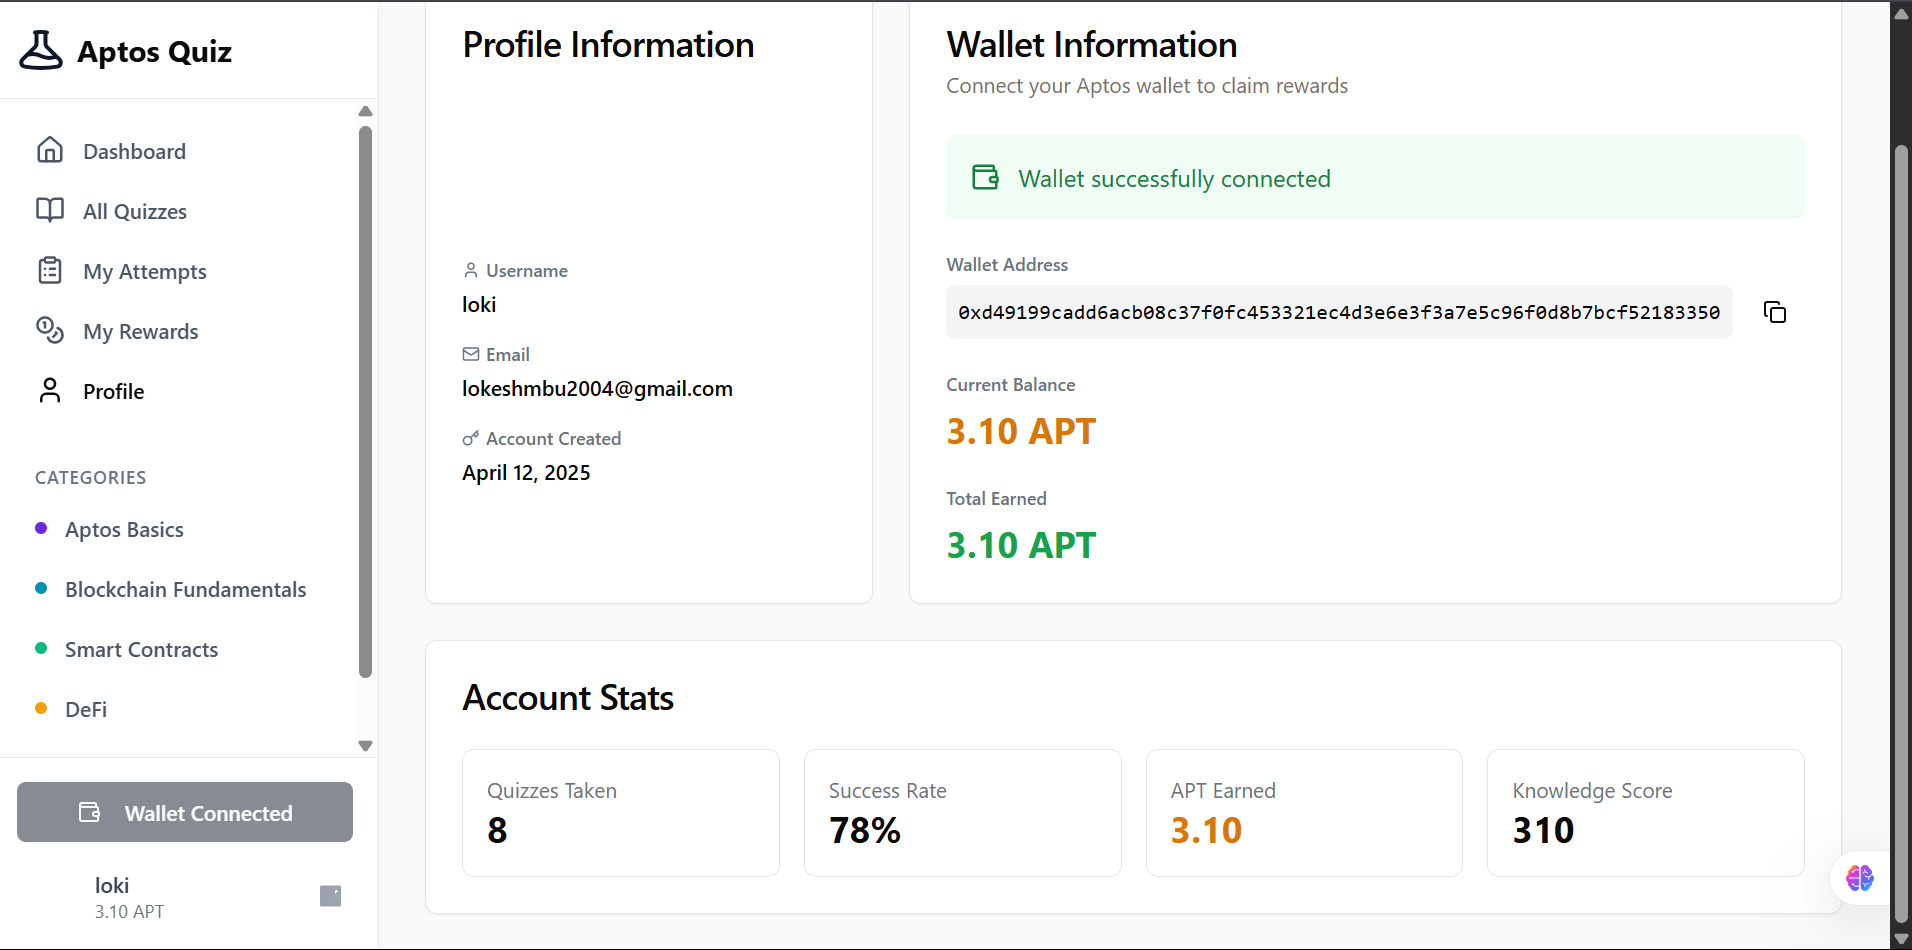 Aptos Quiz
Dashboard
All Quizzes
My Attempts
My Rewards
Profile
CATEGORIES
Aptos Basics
Blockchain Fundamentals
Smart Contracts
DeFi
Wallet Connected
loki
3.10 APT
Profile Information
Username
loki
Email
lokeshmbu2004@gmail.com
Account Created
April 12, 2025
Wallet Information
Connect your Aptos wallet to claim rewards
Wallet successfully connected
Wallet Address
0xd49199cadd6acb08c37f0fc453321ec4d3e6e3f3a7e5c96f0d8b7bcf52183350
Current Balance
3.10 APT
Total Earned
3.10 APT
Account Stats
Quizzes Taken
8
Success Rate
78%
APT Earned
3.10
Knowledge Score
310